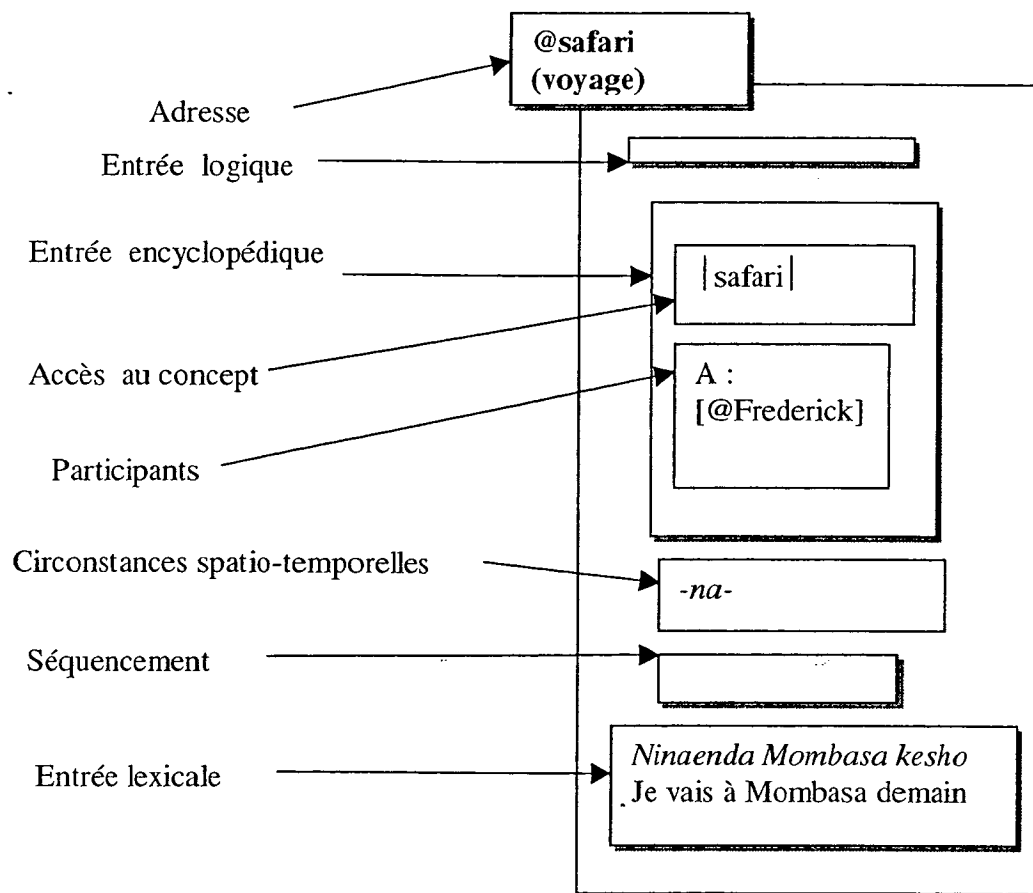 @safari
(voyage)
Adresse
Entrée logique
Entrée encyclopédique
|safari|
Accès au concept
A :
[@Frederick]
Participants
Circonstances spatio-temporelles
-na-
Séquencement
Entrée lexicale
Ninaenda Mombasa kesho
Je vais à Mombasa demain